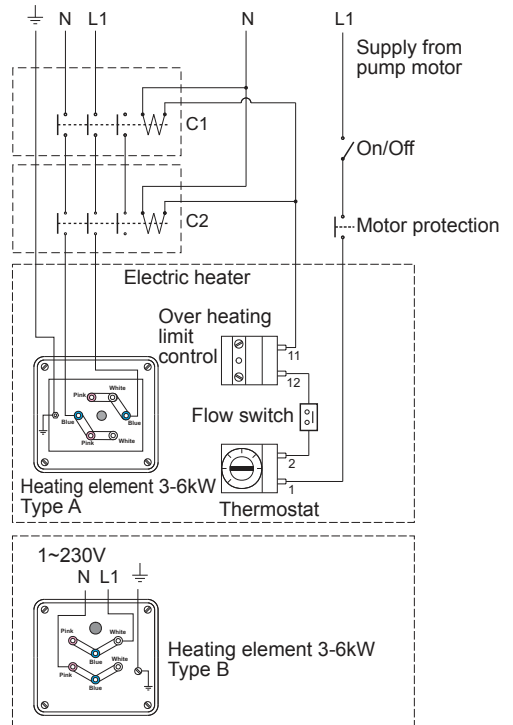 N L1 N L1
Supply from
pump motor
C1
On/Off
C2
Motor protection
Electric heater
Over heating
limit
control
11
12
White
Pink
Blue
Blue
Pink
White
Flow switch
2
1
Heating element 3-6kW
Type A
Thermostat
1~230V
N L1
Pink
White
Blue
White
Pink
Blue
Heating element 3-6kW
Type B